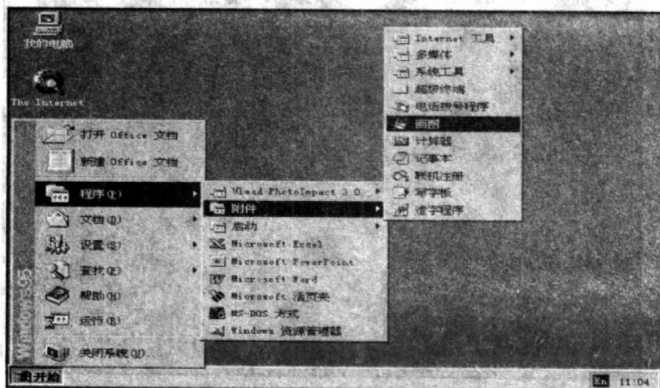 我的电脑
The Internet
打开 Office 文档
新建 Office 文档
程序(P)
文档(D)
设置(S)
查找(F)
帮助(H)
运行(R)
关闭系统(U)...
Windows95
开始
Ulead PhotoImpact 3.0
附件
启动
Microsoft Excel
Microsoft PowerPoint
Microsoft Word
Microsoft 活页夹
MS-DOS 方式
Windows 资源管理器
Internet 工具
多媒体
系统工具
超级终端
电话拨号程序
画图
计算器
记事本
联机注册
写字板
造字程序
En
11:04